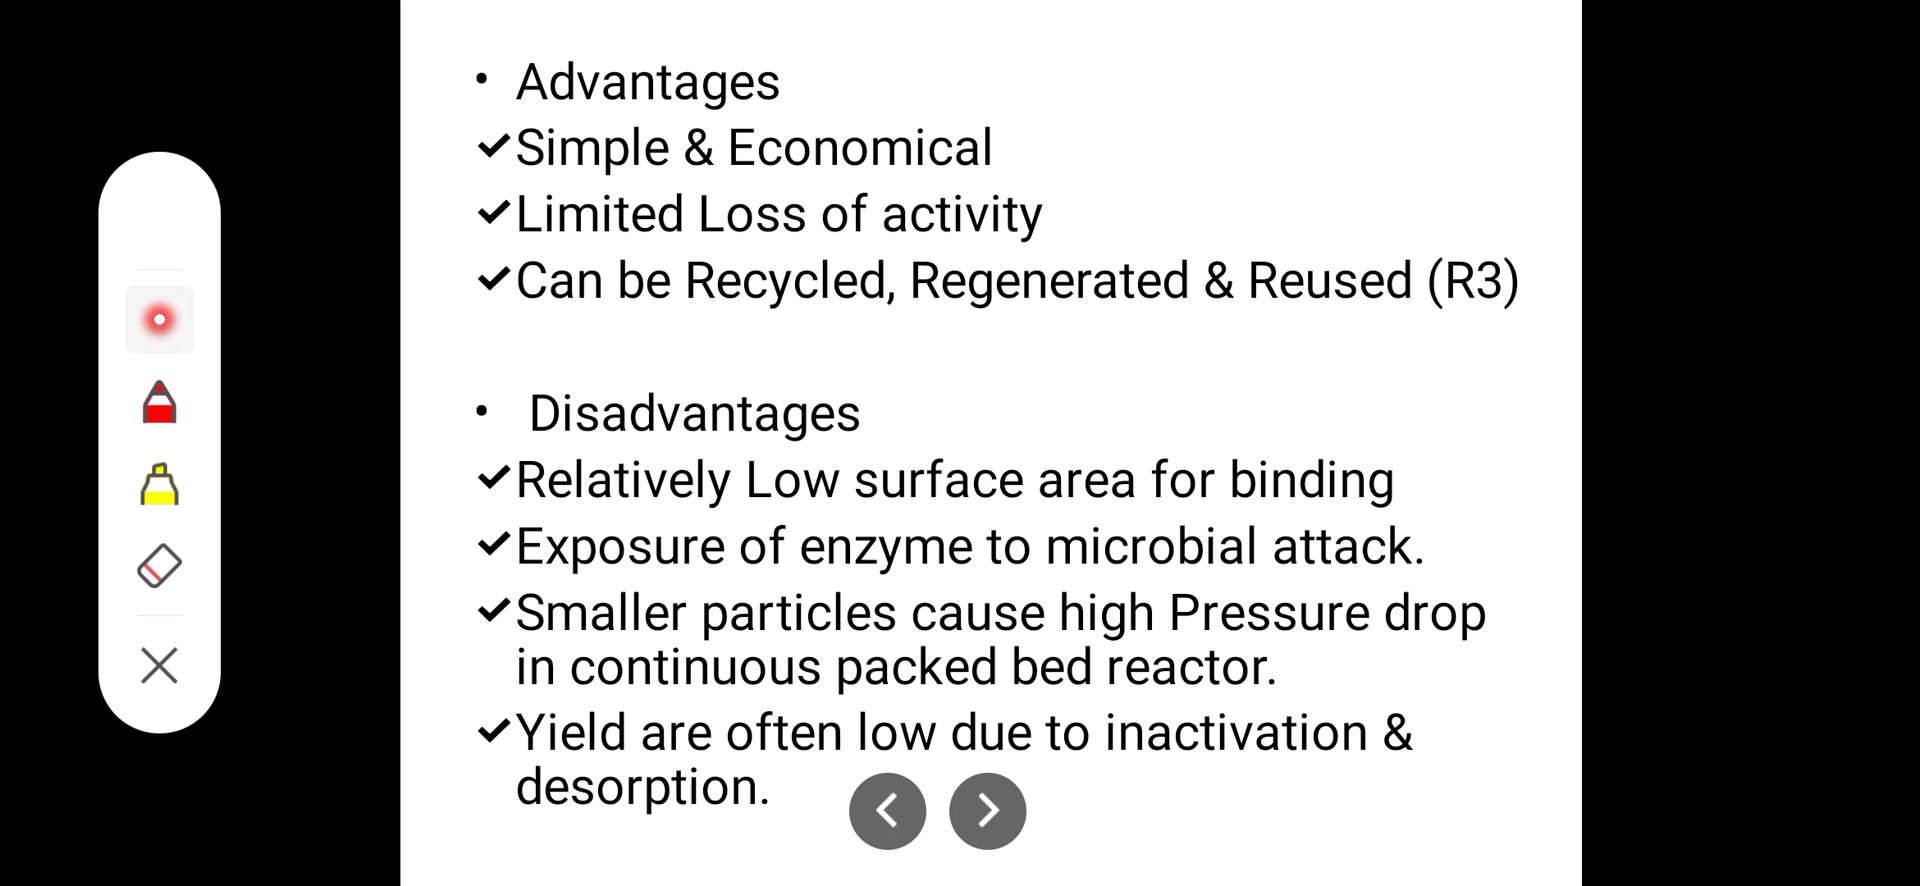 • Advantages
✔Simple & Economical
✔Limited Loss of activity
✔Can be Recycled, Regenerated & Reused (R3)
• Disadvantages
✔Relatively Low surface area for binding
✔Exposure of enzyme to microbial attack.
✔Smaller particles cause high Pressure drop
in continuous packed bed reactor.
✔Yield are often low due to inactivation &
desorption.